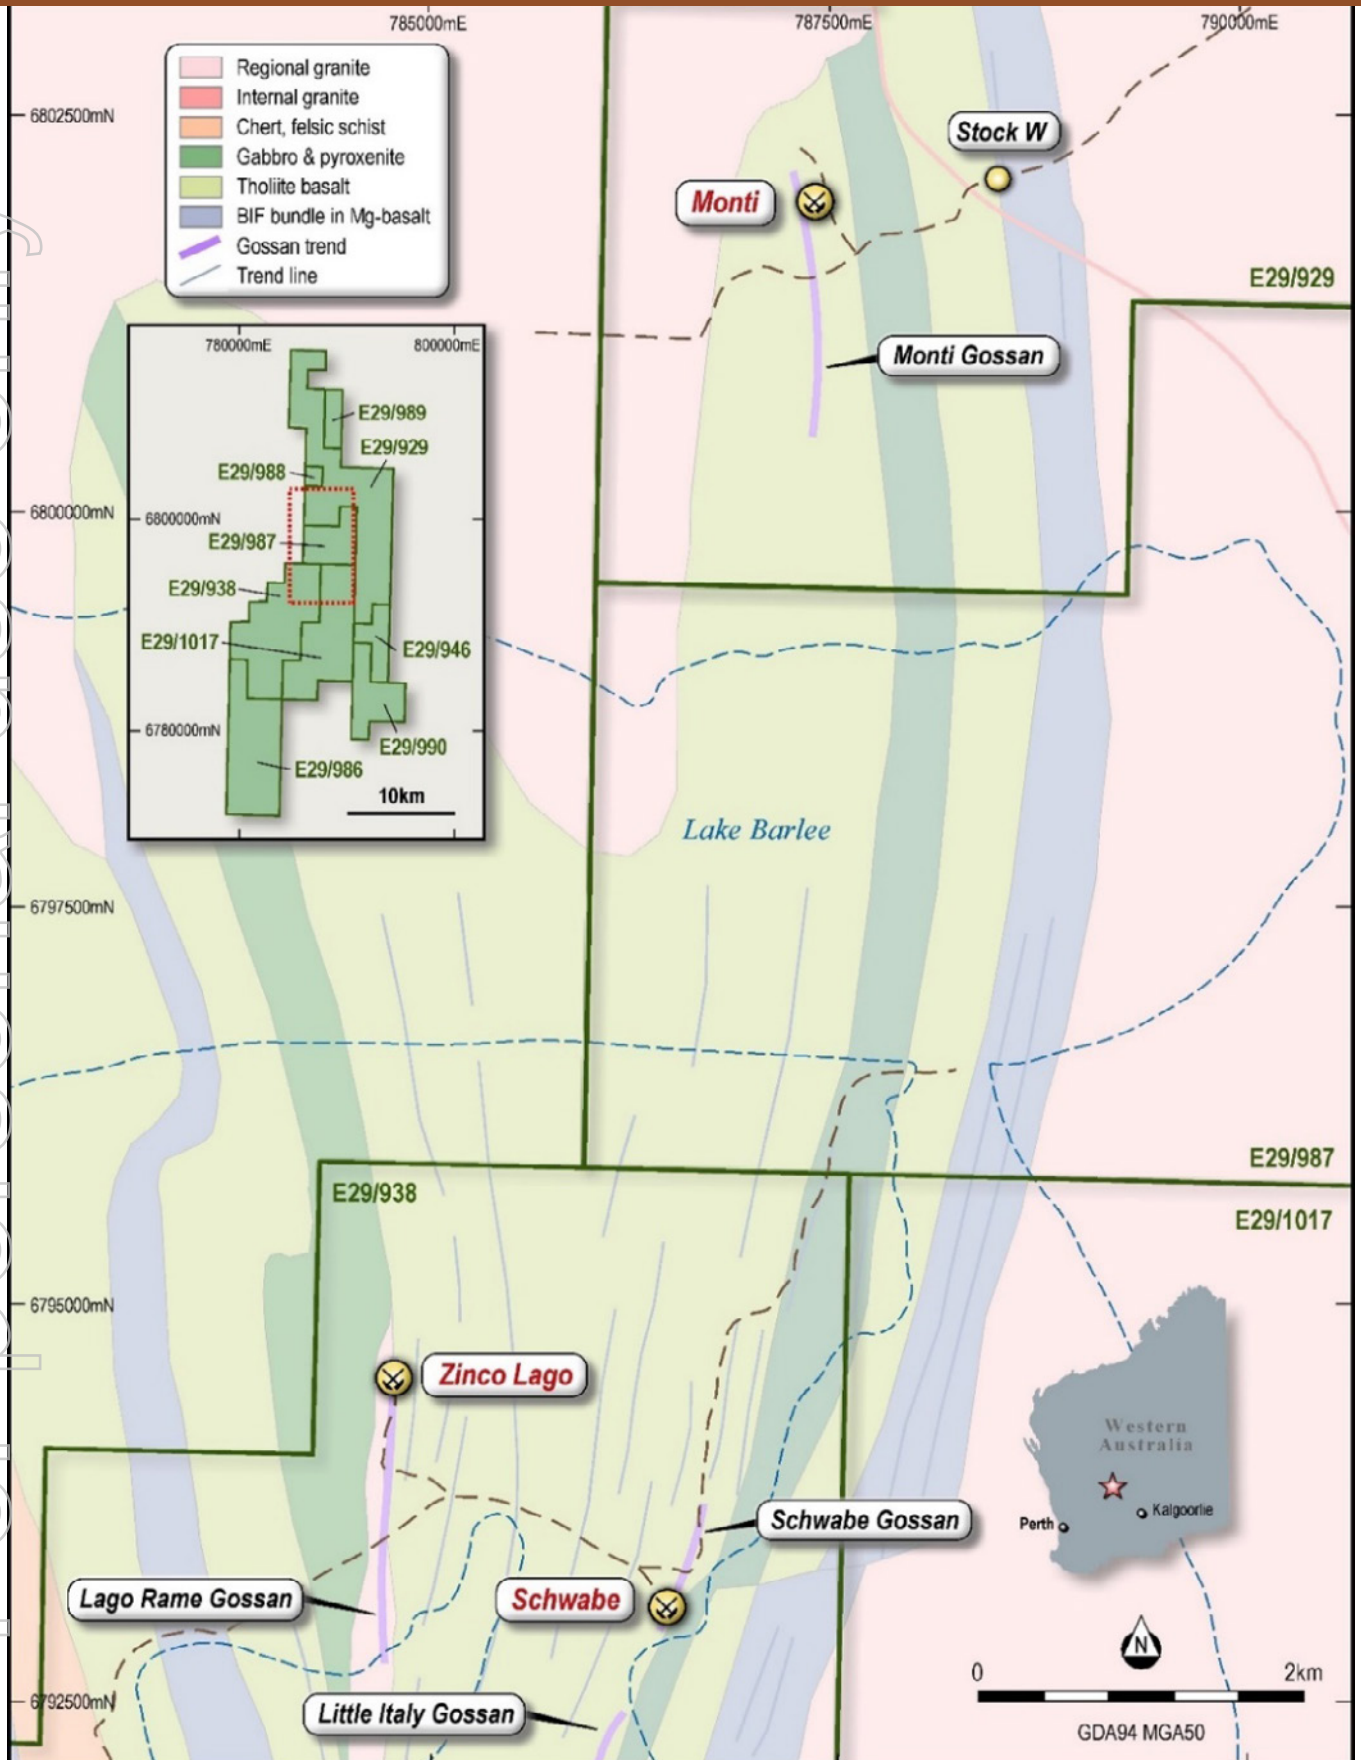 785000mE
787500mE
790000mE
Regional granite
Internal granite
Chert, felsic schist
Gabbro & pyroxenite
Tholiite basalt
BIF bundle in Mg-basalt
Gossan trend
Trend line
6802500mN
Stock W
Monti
E29/929
Monti Gossan
780000mE
800000mE
E29/989
E29/929
E29/988
6800000mN
E29/987
E29/938
E29/1017
E29/946
6780000mN
E29/990
E29/986
10km
6800000mN
Lake Barlee
6797500mN
E29/987
E29/938
E29/1017
6795000mN
Zinco Lago
Western
Australia
Kalgoorlie
Perth
Schwabe Gossan
Lago Rame Gossan
Schwabe
N
0
2km
6792500mN
Little Italy Gossan
GDA94 MGA50